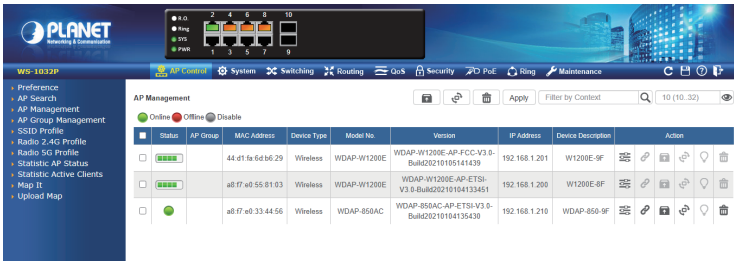 PLANET
Networking & Communication
R.O.
Ring
SYS
PWR
2 4 6 8 10
1 3 5 7 9
WS-1032P
AP Control
System
Switching
Routing
QoS
Security
PoE
Ring
Maintenance
Preference
AP Search
AP Management
AP Group Management
SSID Profile
Radio 2.4G Profile
Radio 5G Profile
Statistic AP Status
Statistic Active Clients
Map It
Upload Map
AP Management
Apply
Filter by Context
10 (10..32)
Online Offline Disable
Status AP Group MAC Address Device Type Model No. Version IP Address Device Description Action
44:d1:fa:6d:b6:29 Wireless WDAP-W1200E WDAP-W1200E-AP-FCC-V3.0-
Build20210105141439 192.168.1.201 W1200E-9F
a8:f7:e0:55:81:03 Wireless WDAP-W1200E WDAP-W1200E-AP-ETSI-
V3.0-Build20210104133451 192.168.1.200 W1200E-8F
a8:f7:e0:33:44:56 Wireless WDAP-850AC WDAP-850AC-AP-ETSI-V3.0-
Build20210104135430 192.168.1.210 WDAP-850-9F